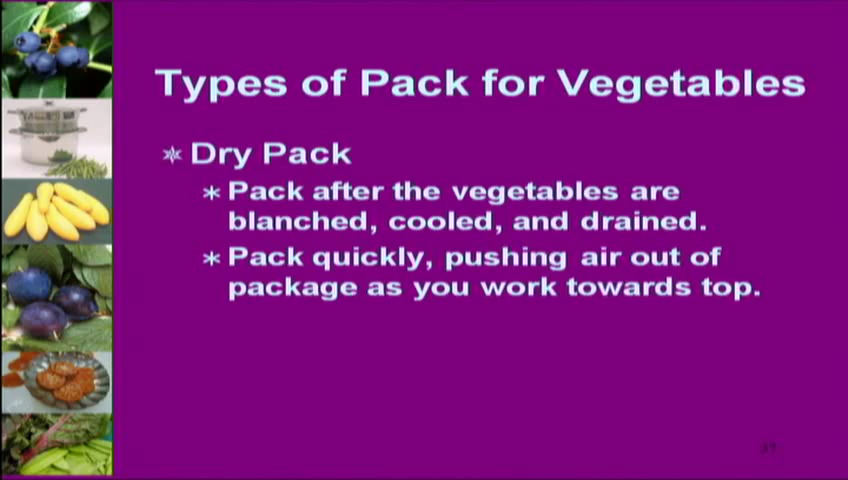 Types of Pack for Vegetables
Dry Pack
Pack after the vegetables are
blanched, cooled, and drained.
Pack quickly, pushing air out of
package as you work towards top.
37